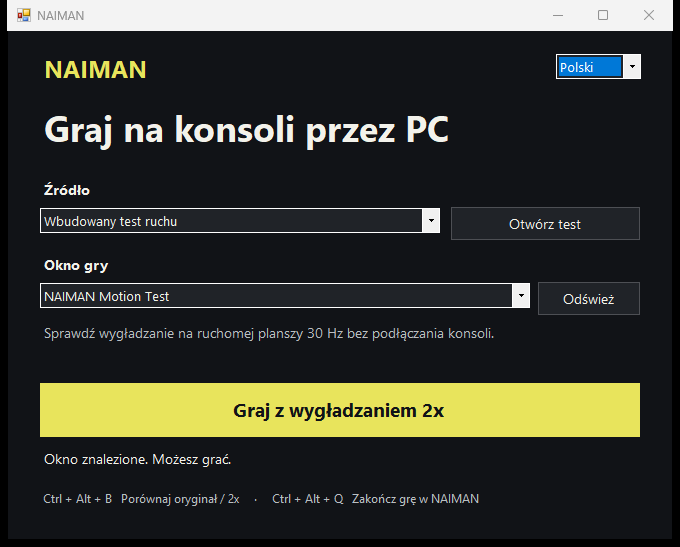 NAIMAN
NAIMAN
Polski
Graj na konsoli przez PC
Źródło
Wbudowany test ruchu
Otwórz test
Okno gry
NAIMAN Motion Test
Odśwież
Sprawdź wygładzanie na ruchomej planszy 30 Hz bez podłączania konsoli.
Graj z wygładzaniem 2x
Okno znalezione. Możesz grać.
Ctrl + Alt + B Porównaj oryginał / 2x · Ctrl + Alt + Q Zakończ grę w NAIMAN